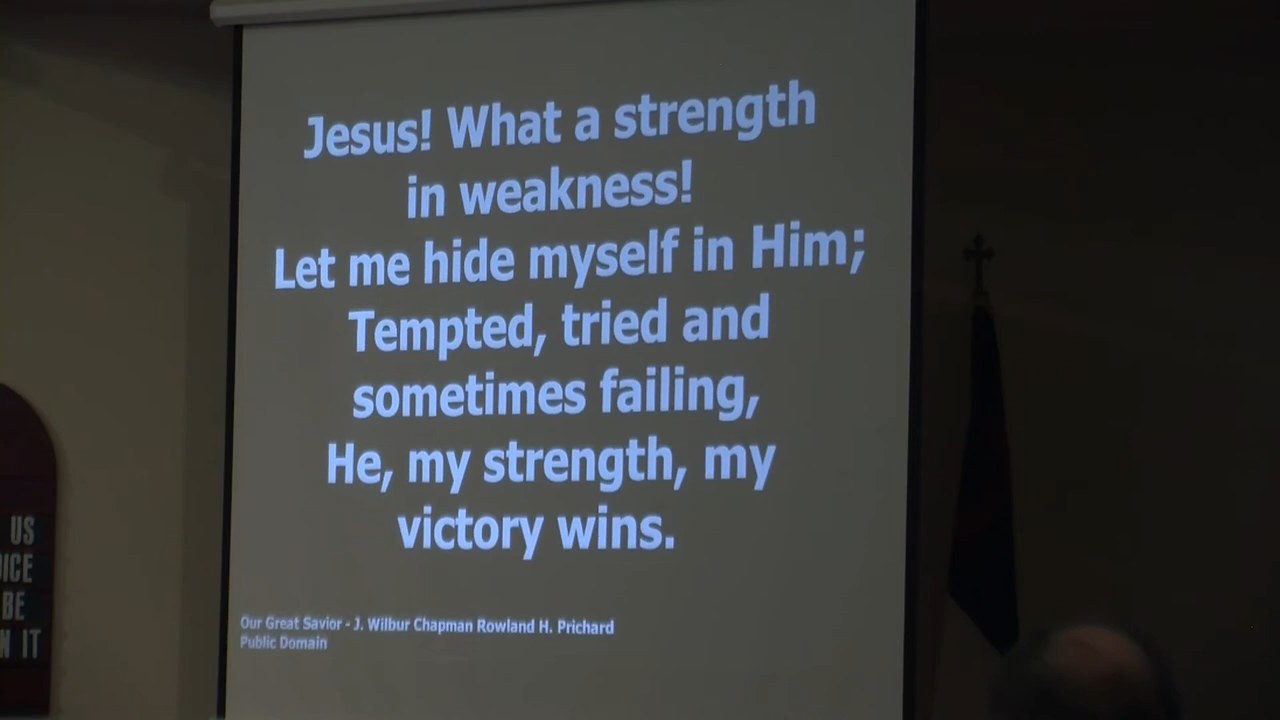 Jesus! What a strength
in weakness!
Let me hide myself in Him;
Tempted, tried and
sometimes failing,
He, my strength, my
victory wins.
Our Great Savior - J. Wilbur Chapman Rowland H. Prichard
Public Domain
US
BE
IT